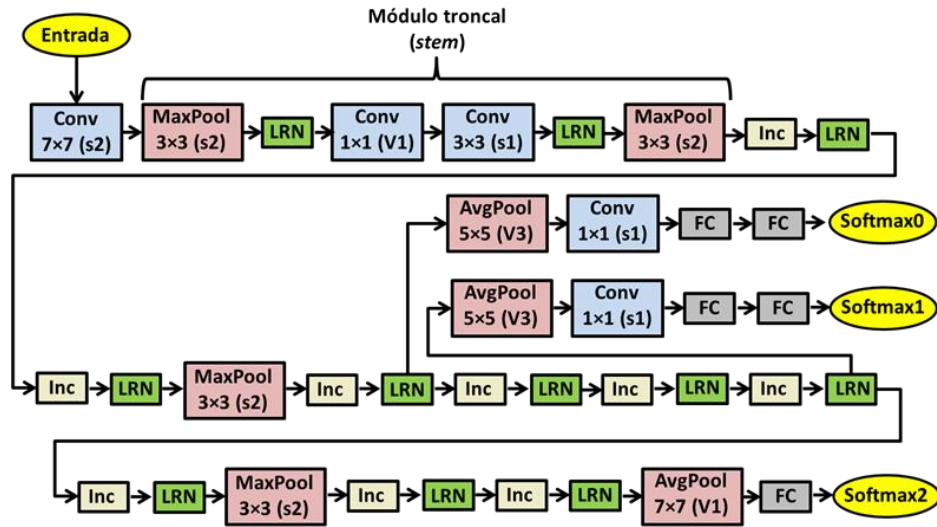 Módulo troncal
(stem)
Entrada
Conv
7×7 (s2)
MaxPool
3×3 (s2)
LRN
Conv
1×1 (V1)
Conv
3×3 (s1)
LRN
MaxPool
3×3 (s2)
Inc
LRN
AvgPool
5×5 (V3)
Conv
1×1 (s1)
FC
FC
Softmax0
AvgPool
5×5 (V3)
Conv
1×1 (s1)
FC
FC
Softmax1
Inc
LRN
MaxPool
3×3 (s2)
Inc
LRN
Inc
LRN
Inc
LRN
Inc
LRN
Inc
LRN
MaxPool
3×3 (s2)
Inc
LRN
Inc
LRN
AvgPool
7×7 (V1)
FC
Softmax2